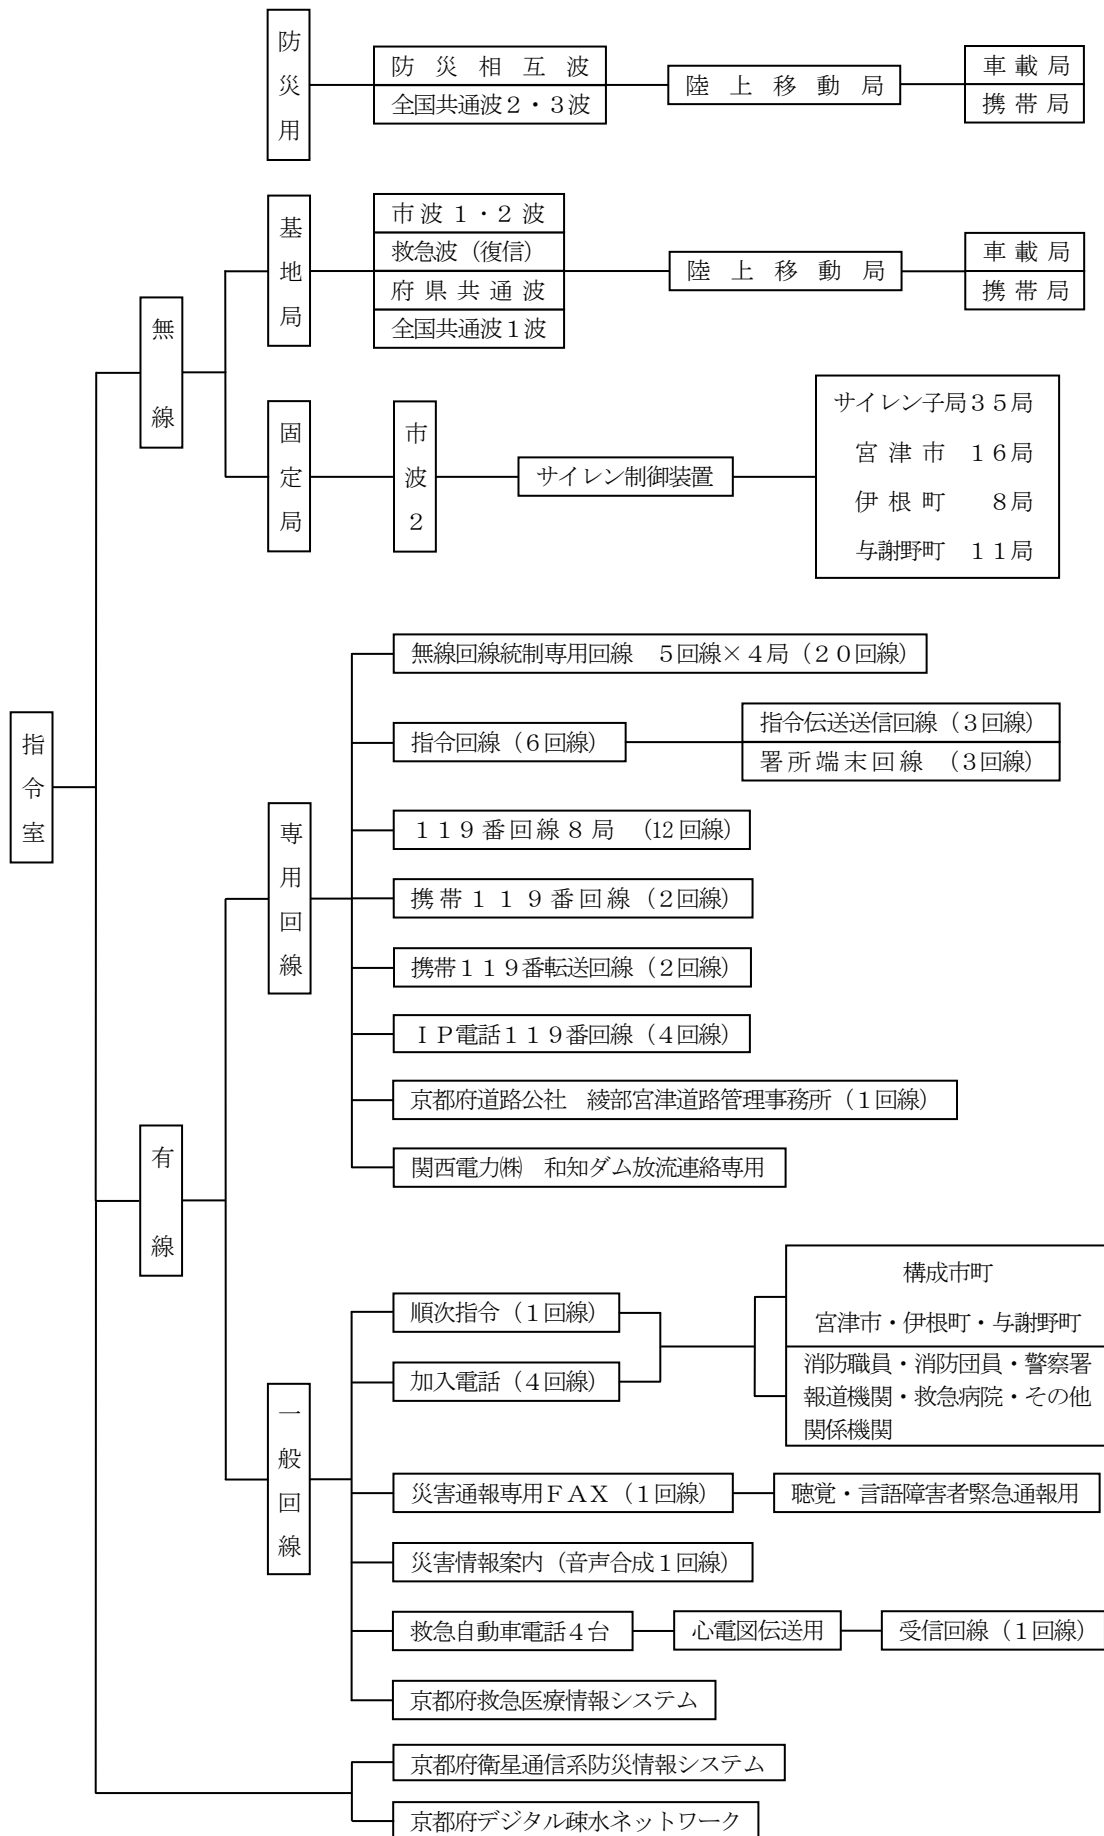 防災用
防災相互波
全国共通波２・３波
陸上移動局
車載局
携帯局
基地局
市波１・２波
救急波（復信）
府県共通波
全国共通波１波
陸上移動局
車載局
携帯局
無線
固定局
市波２
サイレン制御装置
サイレン子局３５局
宮津市　１６局
伊根町　８局
与謝野町　１１局
指令室
専用回線
無線回線統制専用回線　５回線×４局（２０回線）
指令回線（６回線）
指令伝送送信回線（３回線）
署所端末回線　（３回線）
１１９番回線８局　（12回線）
携帯１１９番回線（２回線）
携帯１１９番転送回線（２回線）
ＩＰ電話１１９番回線（４回線）
京都府道路公社　綾部宮津道路管理事務所（１回線）
関西電力㈱　和知ダム放流連絡専用
有線
一般回線
順次指令（１回線）
加入電話（４回線）
構成市町
宮津市・伊根町・与謝野町
消防職員・消防団員・警察署
報道機関・救急病院・その他
関係機関
災害通報専用ＦＡＸ（１回線）
聴覚・言語障害者緊急通報用
災害情報案内（音声合成１回線）
救急自動車電話４台
心電図伝送用
受信回線（１回線）
京都府救急医療情報システム
京都府衛星通信系防災情報システム
京都府デジタル疎水ネットワーク